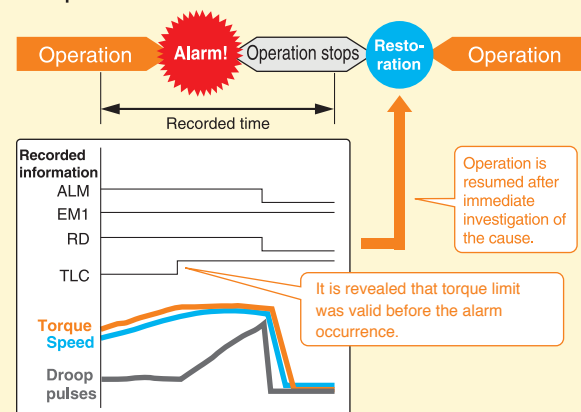 Operation
Alarm!
Operation stops
Resto-
ration
Operation
Recorded time
Recorded
information
ALM
EM1
RD
TLC
Torque
Speed
Droop
pulses
Operation is
resumed after
immediate
investigation of
the cause.
It is revealed that torque limit
was valid before the alarm
occurrence.